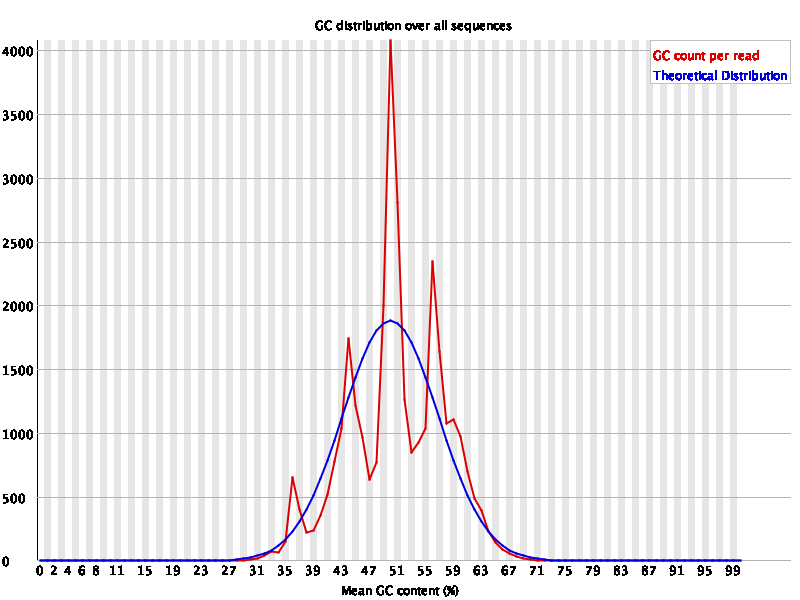 GC distribution over all sequences
GC count per read
Theoretical Distribution
4000
3500
3000
2500
2000
1500
1000
500
0
0 2 4 6 8 11 15 19 23 27 31 35 39 43 47 51 55 59 63 67 71 75 79 83 87 91 95 99
Mean GC content (%)